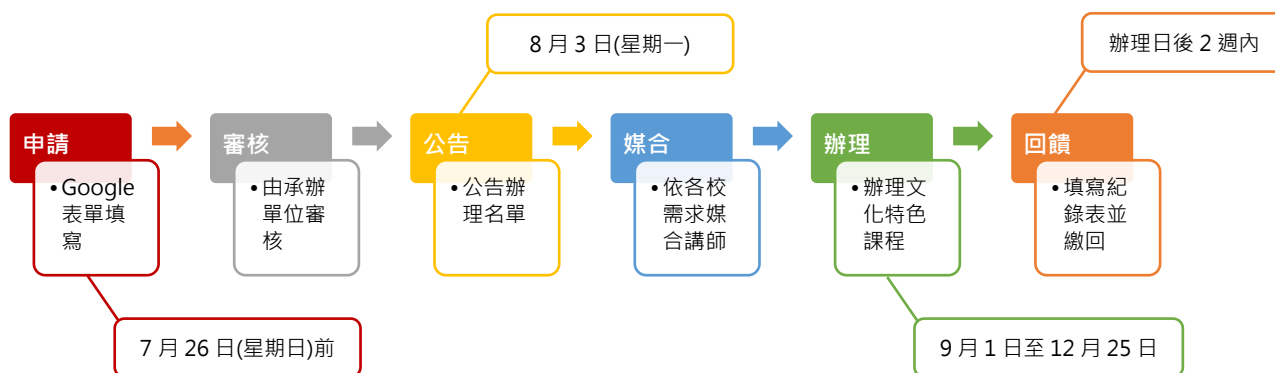 8 月 3 日(星期一)
辦理日後 2 週內
申請
審核
公告
媒合
辦理
回饋
•Google
表單填
寫
•由承辦
單位審
核
•公告辦
理名單
•依各校
需求媒
合講師
•辦理文
化特色
課程
•填寫紀
錄表並
繳回
7 月 26 日(星期日)前
9 月 1 日至 12 月 25 日